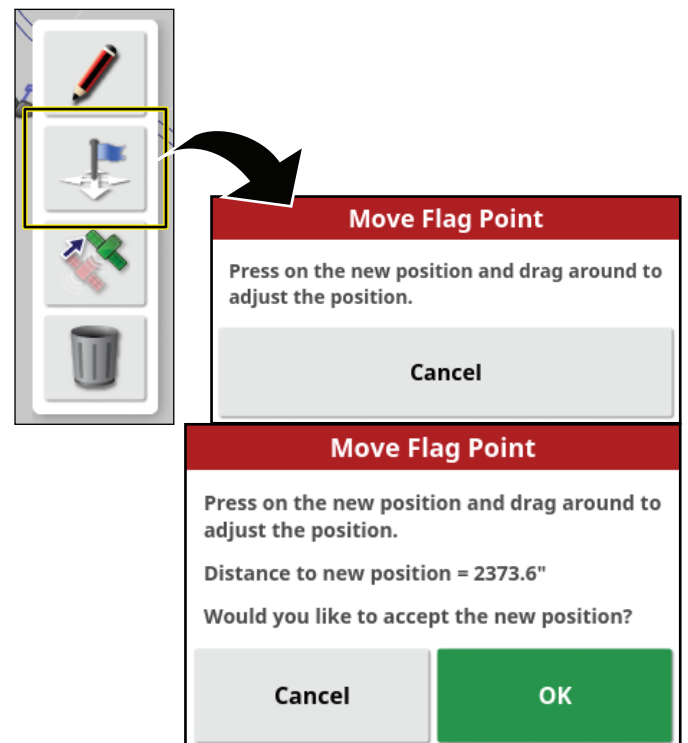 Move Flag Point
Press on the new position and drag around to
adjust the position.
Cancel
Move Flag Point
Press on the new position and drag around to
adjust the position.
Distance to new position = 2373.6"
Would you like to accept the new position?
Cancel OK